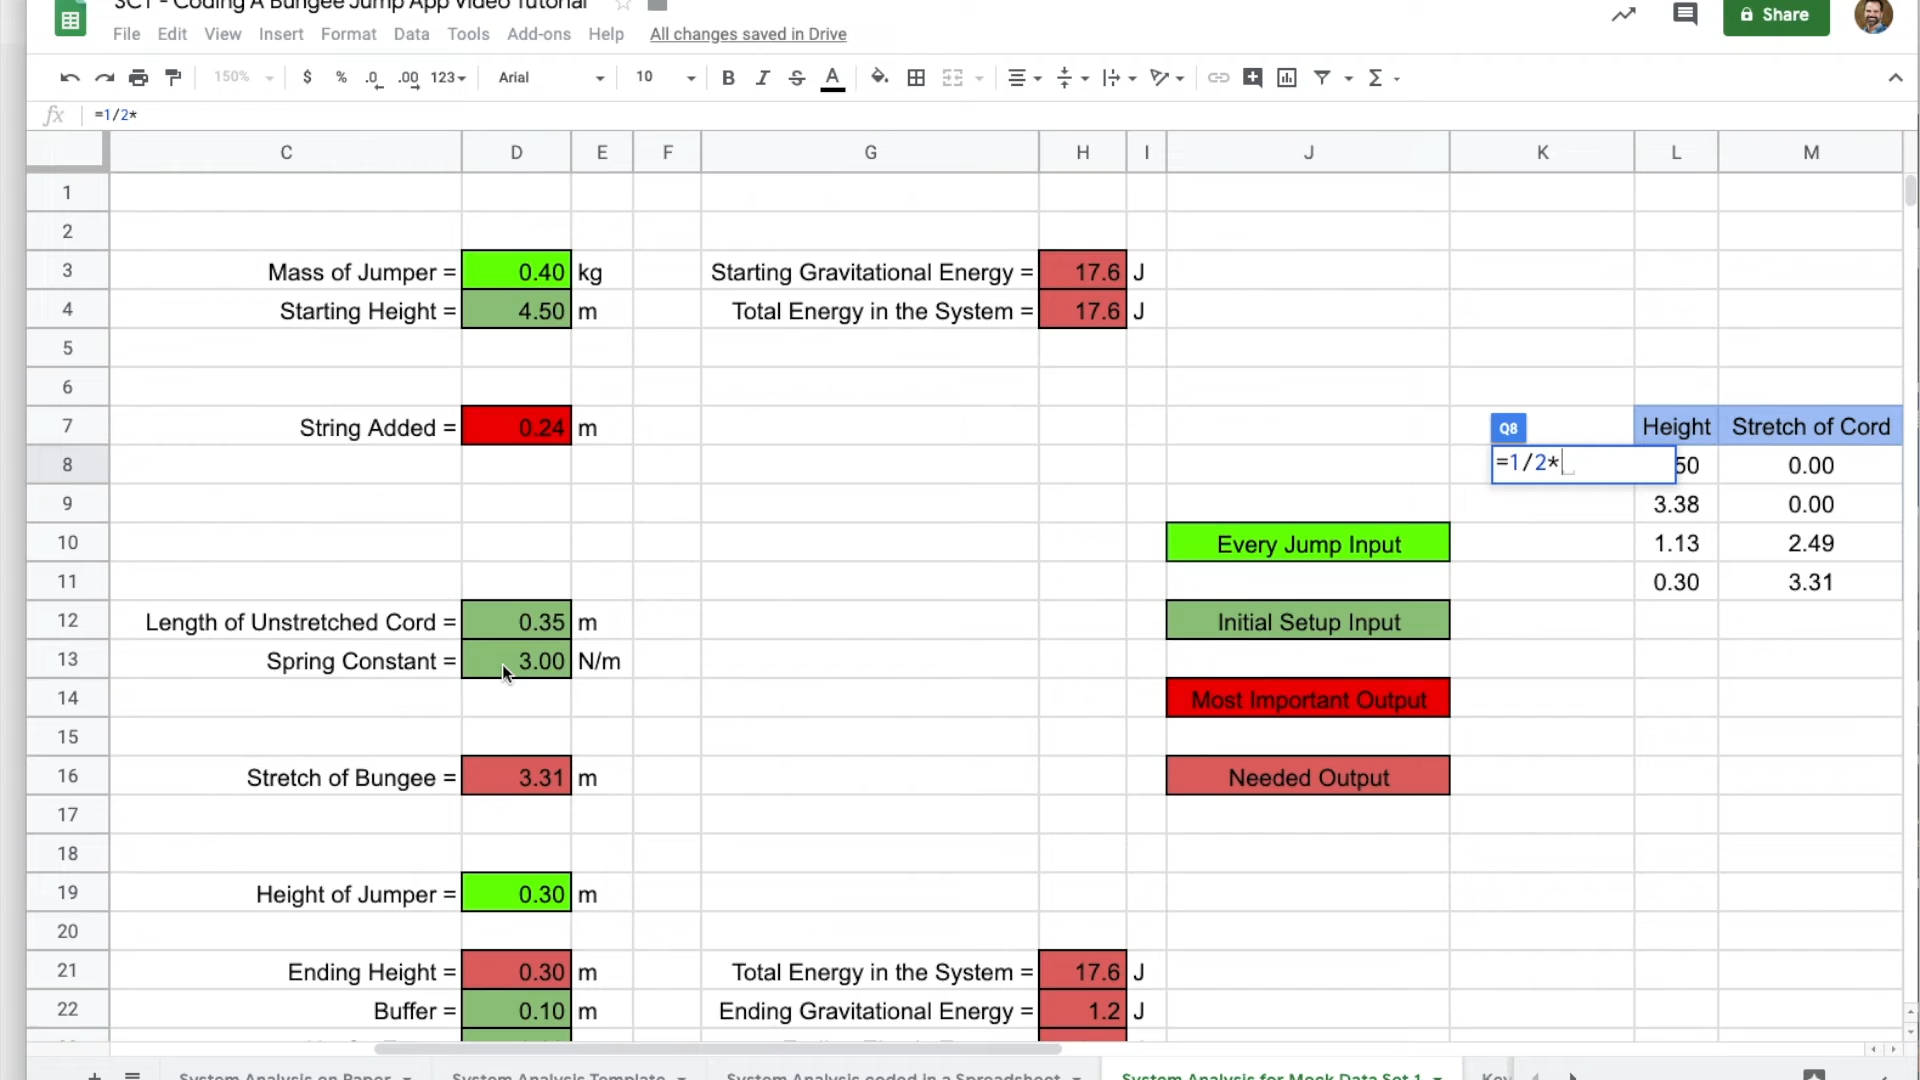 SCT - Coding A Bungee Jump App Video Tutorial
File Edit View Insert Format Data Tools Add-ons Help All changes saved in Drive
Share
150% $ % .0 .00 123 Arial 10 B I S A Σ
fx =1/2*
C D E F G H I J K L M
1
2
3 Mass of Jumper = 0.40 kg Starting Gravitational Energy = 17.6 J
4 Starting Height = 4.50 m Total Energy in the System = 17.6 J
5
6
7 String Added = 0.24 m Q8 Height Stretch of Cord
8 =1/2* 50 0.00
9 3.38 0.00
10 Every Jump Input 1.13 2.49
11 0.30 3.31
12 Length of Unstretched Cord = 0.35 m Initial Setup Input
13 Spring Constant = 3.00 N/m
14 Most Important Output
15
16 Stretch of Bungee = 3.31 m Needed Output
17
18
19 Height of Jumper = 0.30 m
20
21 Ending Height = 0.30 m Total Energy in the System = 17.6 J
22 Buffer = 0.10 m Ending Gravitational Energy = 1.2 J
+ System Analysis on Paper System Analysis Template System Analysis coded in a Spreadsheet System Analysis for Mock Data Set 1 Key